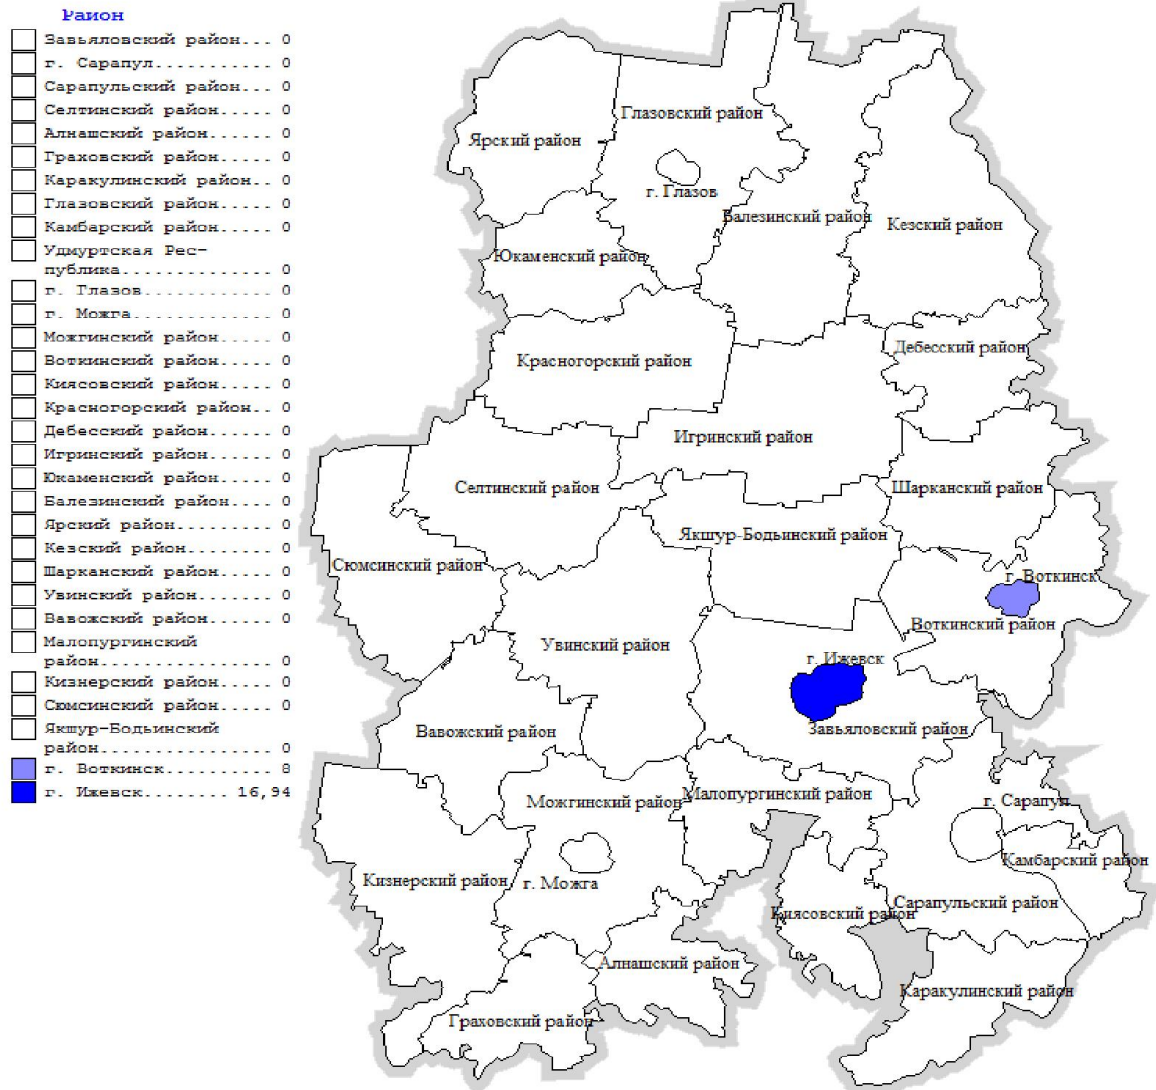 Район
Завьяловский район... 0
г. Сарапул........... 0
Сарапульский район... 0
Селтинский район..... 0
Алнашский район...... 0
Граховский район..... 0
Каракулинский район.. 0
Глазовский район..... 0
Камбарский район..... 0
Удмуртская Рес-
публика.............. 0
г. Глазов............ 0
г. Можга............. 0
Можгинский район..... 0
Воткинский район..... 0
Киясовский район..... 0
Красногорский район.. 0
Дебесский район...... 0
Игринский район...... 0
Юкаменский район..... 0
Балезинский район.... 0
Ярский район......... 0
Кезский район........ 0
Шарканский район..... 0
Увинский район....... 0
Вавожский район...... 0
Малопургинский
район................ 0
Кизнерский район..... 0
Сюмсинский район..... 0
Якшур-Бодьинский
район................ 0
г. Воткинск.......... 8
г. Ижевск........ 16,94
Глазовский район
Ярский район
г. Глазов
Балезинский район
Кезский район
Юкаменский район
Дебесский район
Красногорский район
Игринский район
Селтинский район
Шарканский район
Якшур-Бодьинский район
Сюмсинский район
г. Воткинск
Воткинский район
Увинский район
г. Ижевск
Завьяловский район
Вавожский район
Можгинский район
Малопургинский район
г. Сарапул
Камбарский район
Кизнерский район
г. Можга
Сарапульский район
Киясовский район
Алнашский район
Каракулинский район
Граховский район